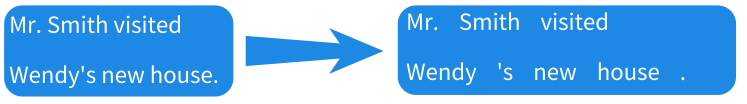 Mr. Smith visited
Wendy's new house.
Mr. Smith visited
Wendy 's new house .